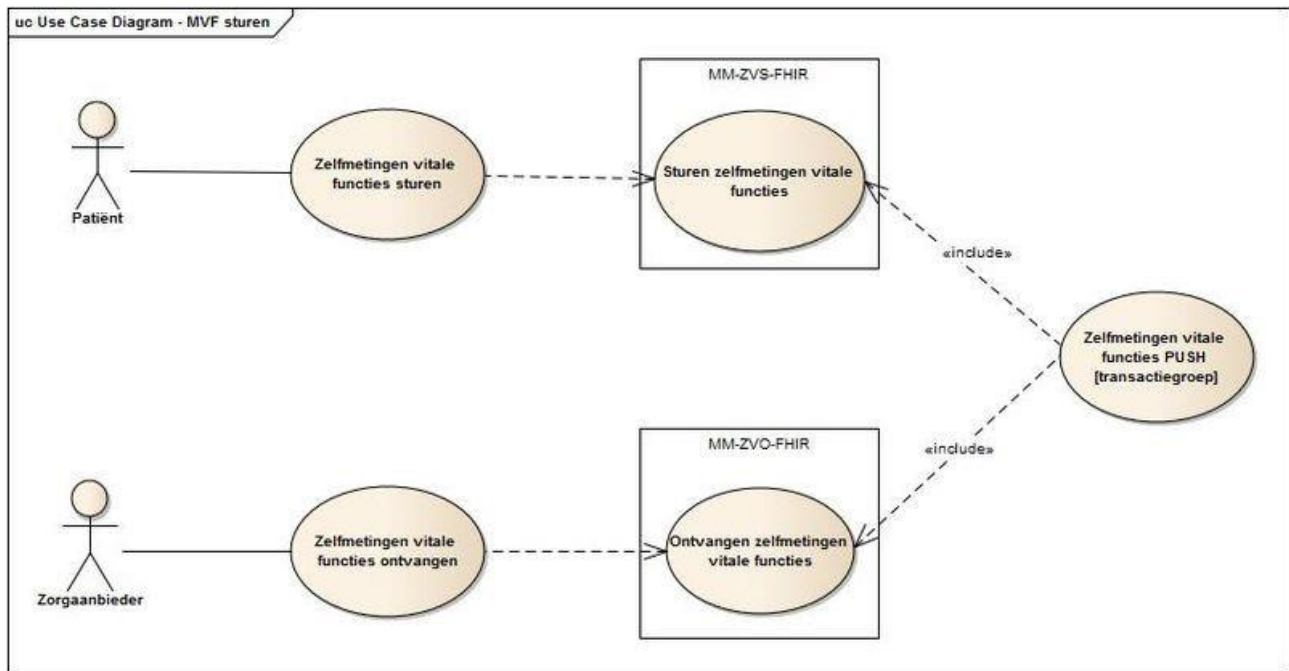 uc Use Case Diagram - MVF sturen
MM-ZVS-FHIR
Zelfmetingen vitale
functies sturen
Sturen zelfmetingen vitale
functies
Patiënt
«include»
Zelfmetingen vitale
functies PUSH
[transactiegroep]
MM-ZVO-FHIR
«include»
Zelfmetingen vitale
functies ontvangen
Ontvangen zelfmetingen
vitale functies
Zorgaanbieder